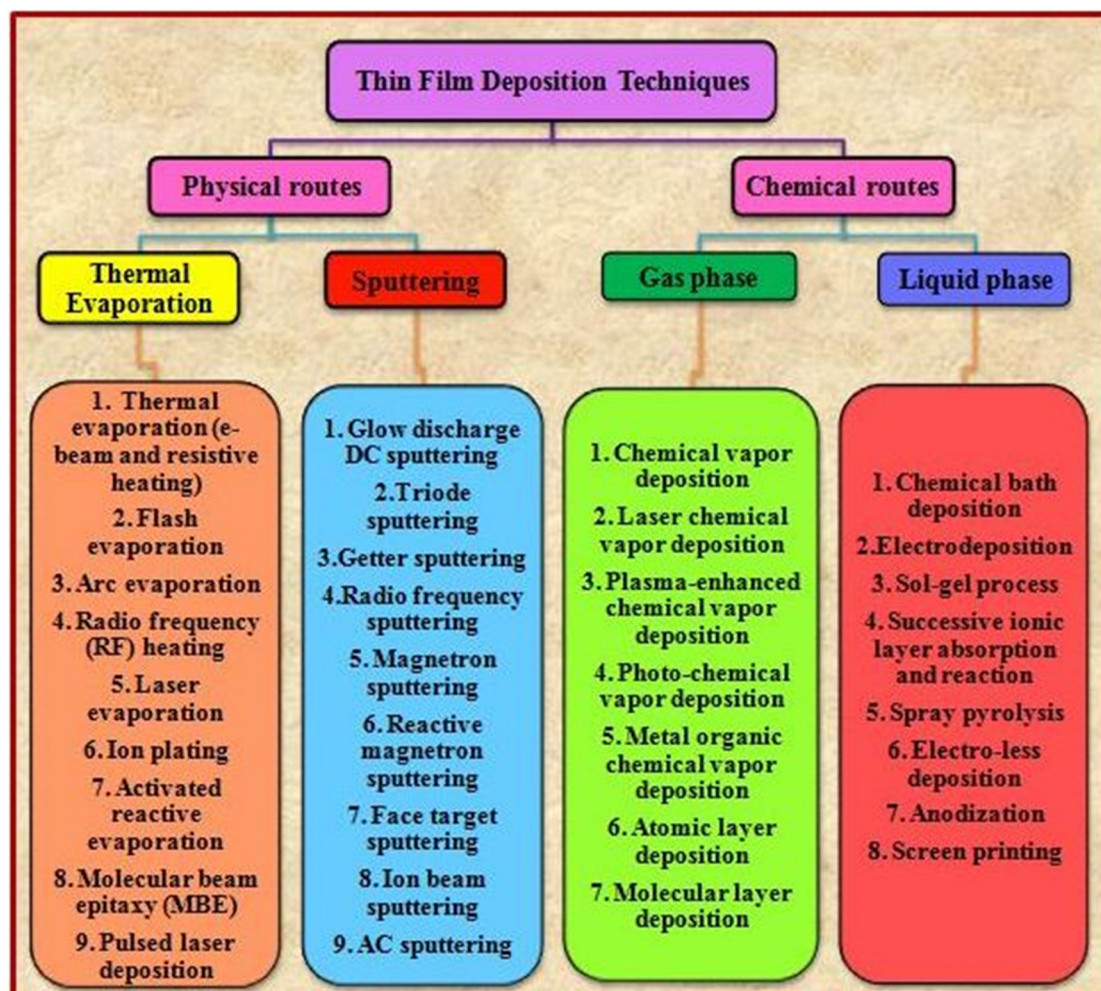 Thin Film Deposition Techniques
Physical routes
Chemical routes
Thermal
Evaporation
Sputtering
Gas phase
Liquid phase
1. Thermal
evaporation (e-
beam and resistive
heating)
2. Flash
evaporation
3. Arc evaporation
4. Radio frequency
(RF) heating
5. Laser
evaporation
6. Ion plating
7. Activated
reactive
evaporation
8. Molecular beam
epitaxy (MBE)
9. Pulsed laser
deposition
1. Glow discharge
DC sputtering
2.Triode
sputtering
3.Getter sputtering
4.Radio frequency
sputtering
5. Magnetron
sputtering
6. Reactive
magnetron
sputtering
7. Face target
sputtering
8. Ion beam
sputtering
9. AC sputtering
1. Chemical vapor
deposition
2. Laser chemical
vapor deposition
3. Plasma-enhanced
chemical vapor
deposition
4. Photo-chemical
vapor deposition
5. Metal organic
chemical vapor
deposition
6. Atomic layer
deposition
7. Molecular layer
deposition
1. Chemical bath
deposition
2.Electrodeposition
3. Sol-gel process
4. Successive ionic
layer absorption
and reaction
5. Spray pyrolysis
6. Electro-less
deposition
7. Anodization
8. Screen printing